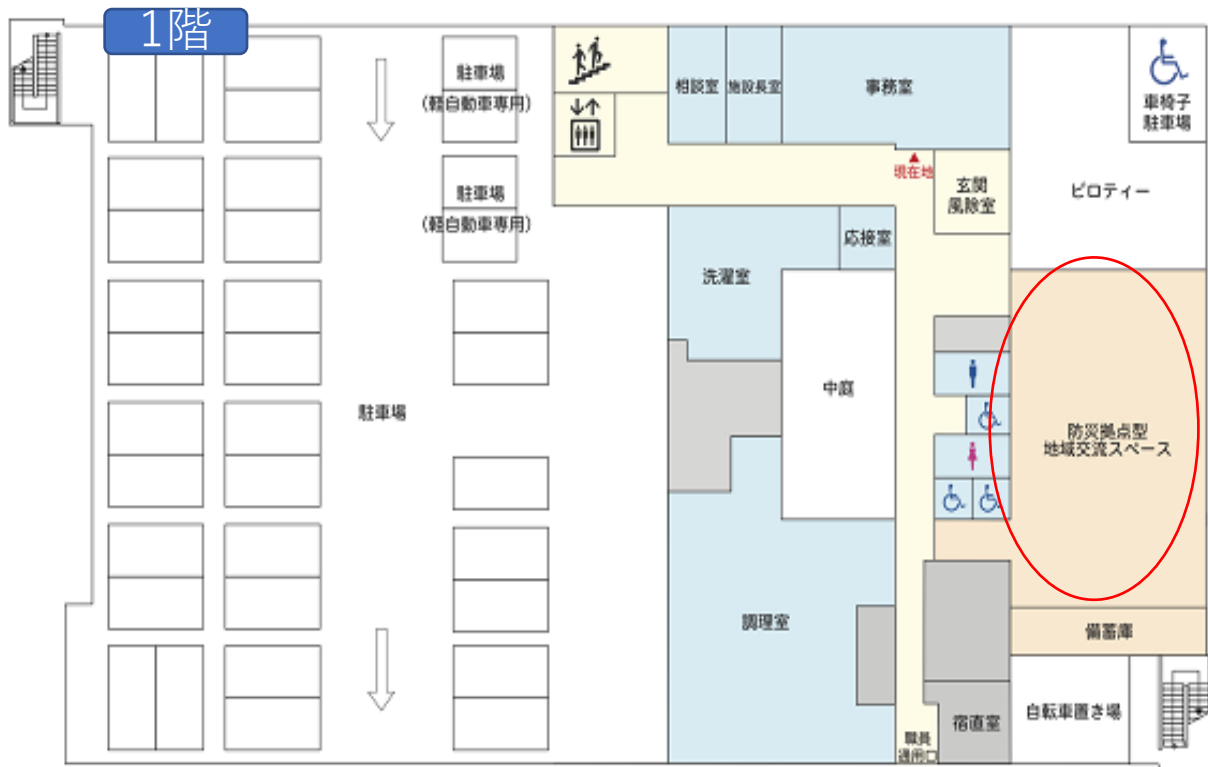 1階
駐車場
(軽自動車専用)
駐車場
(軽自動車専用)
駐車場
相談室
施設長室
事務室
現在地
玄関
風除室
車椅子
駐車場
ピロティー
応接室
洗濯室
中庭
防災拠点型
地域交流スペース
調理室
備蓄庫
宿直室
自転車置き場
職員
通用口